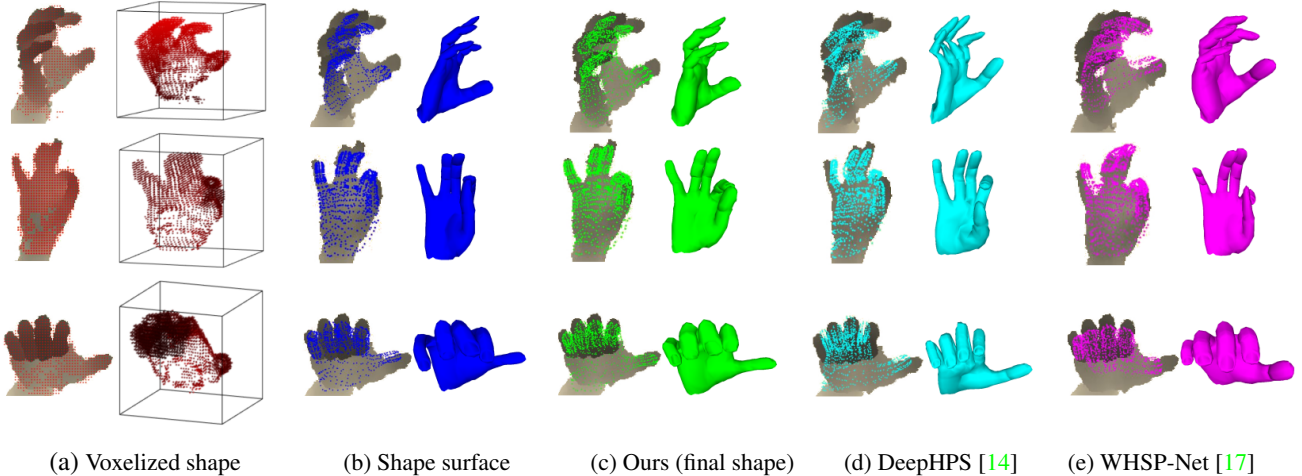 (a) Voxelized shape (b) Shape surface (c) Ours (final shape) (d) DeepHPS [14] (e) WHSP-Net [17]